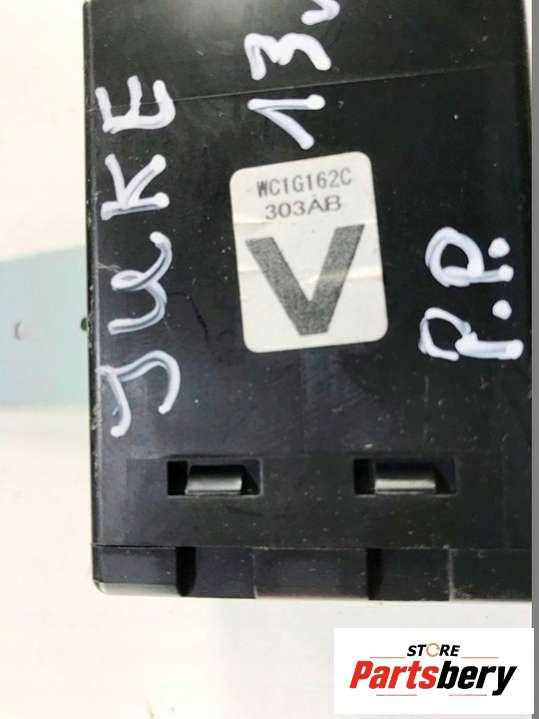 JUKE
13
WC1G162C
303AB
V
P.P.
STORE
Partsbery